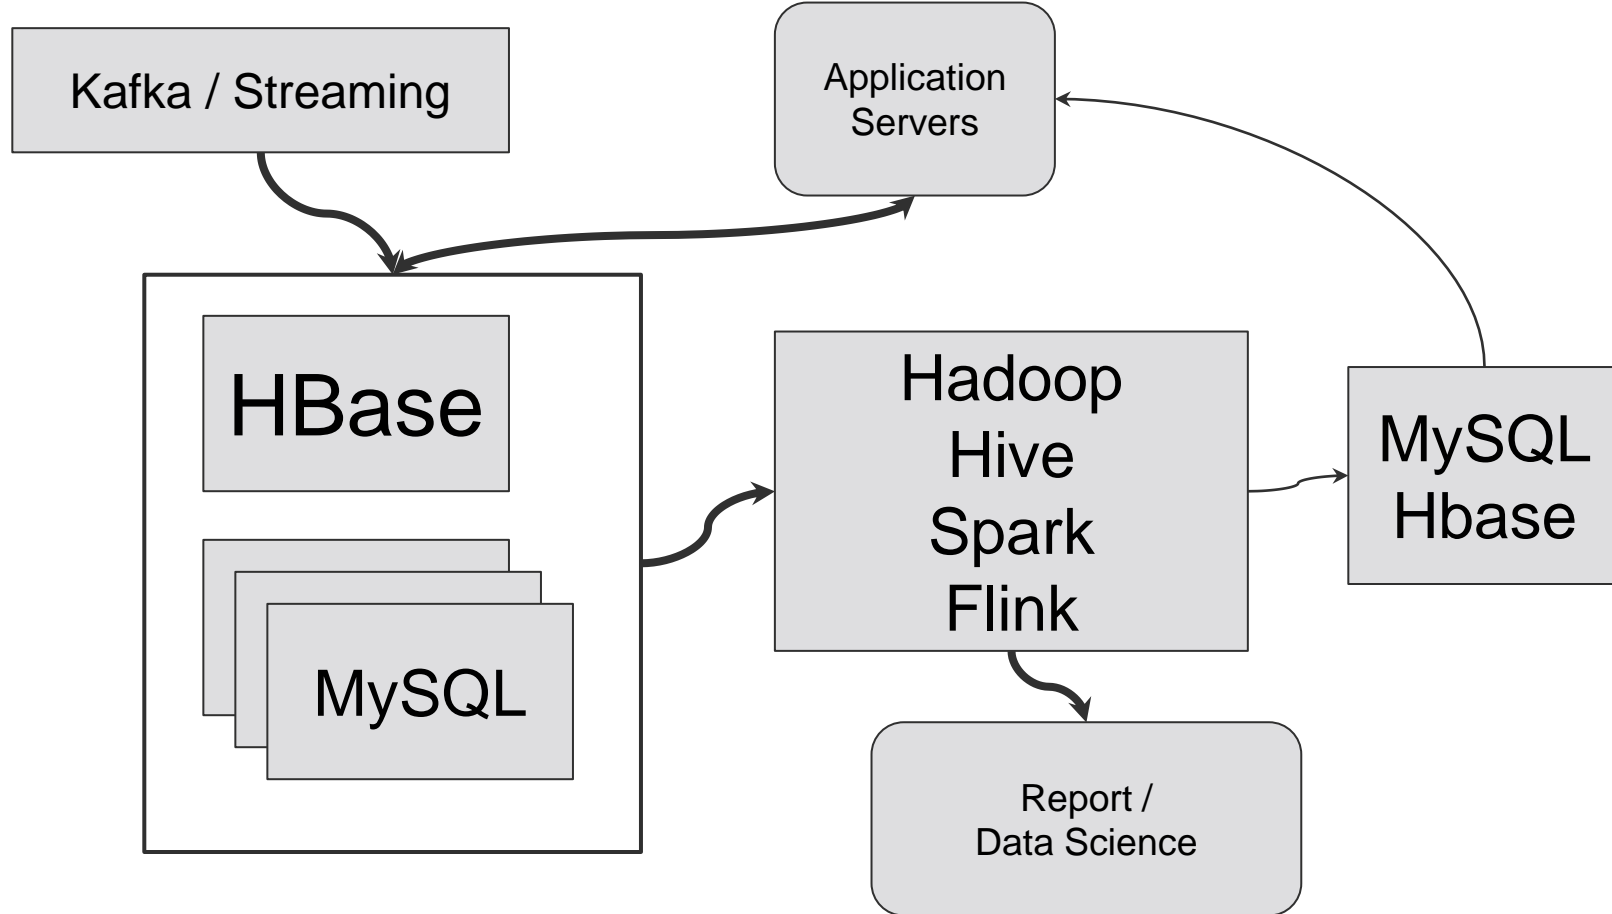 Kafka / Streaming
Application
Servers
HBase
MySQL
Hadoop
Hive
Spark
Flink
MySQL
Hbase
Report /
Data Science